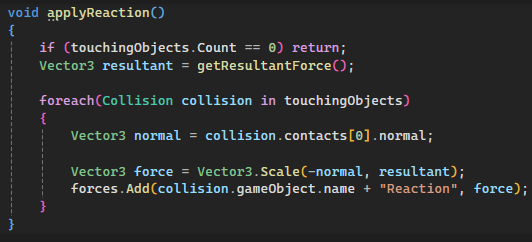 void applyReaction()
{
if (touchingObjects.Count == 0) return;
Vector3 resultant = getResultantForce();
foreach(Collision collision in touchingObjects)
{
Vector3 normal = collision.contacts[0].normal;
Vector3 force = Vector3.Scale(-normal, resultant);
forces.Add(collision.gameObject.name + "Reaction", force);
}
}